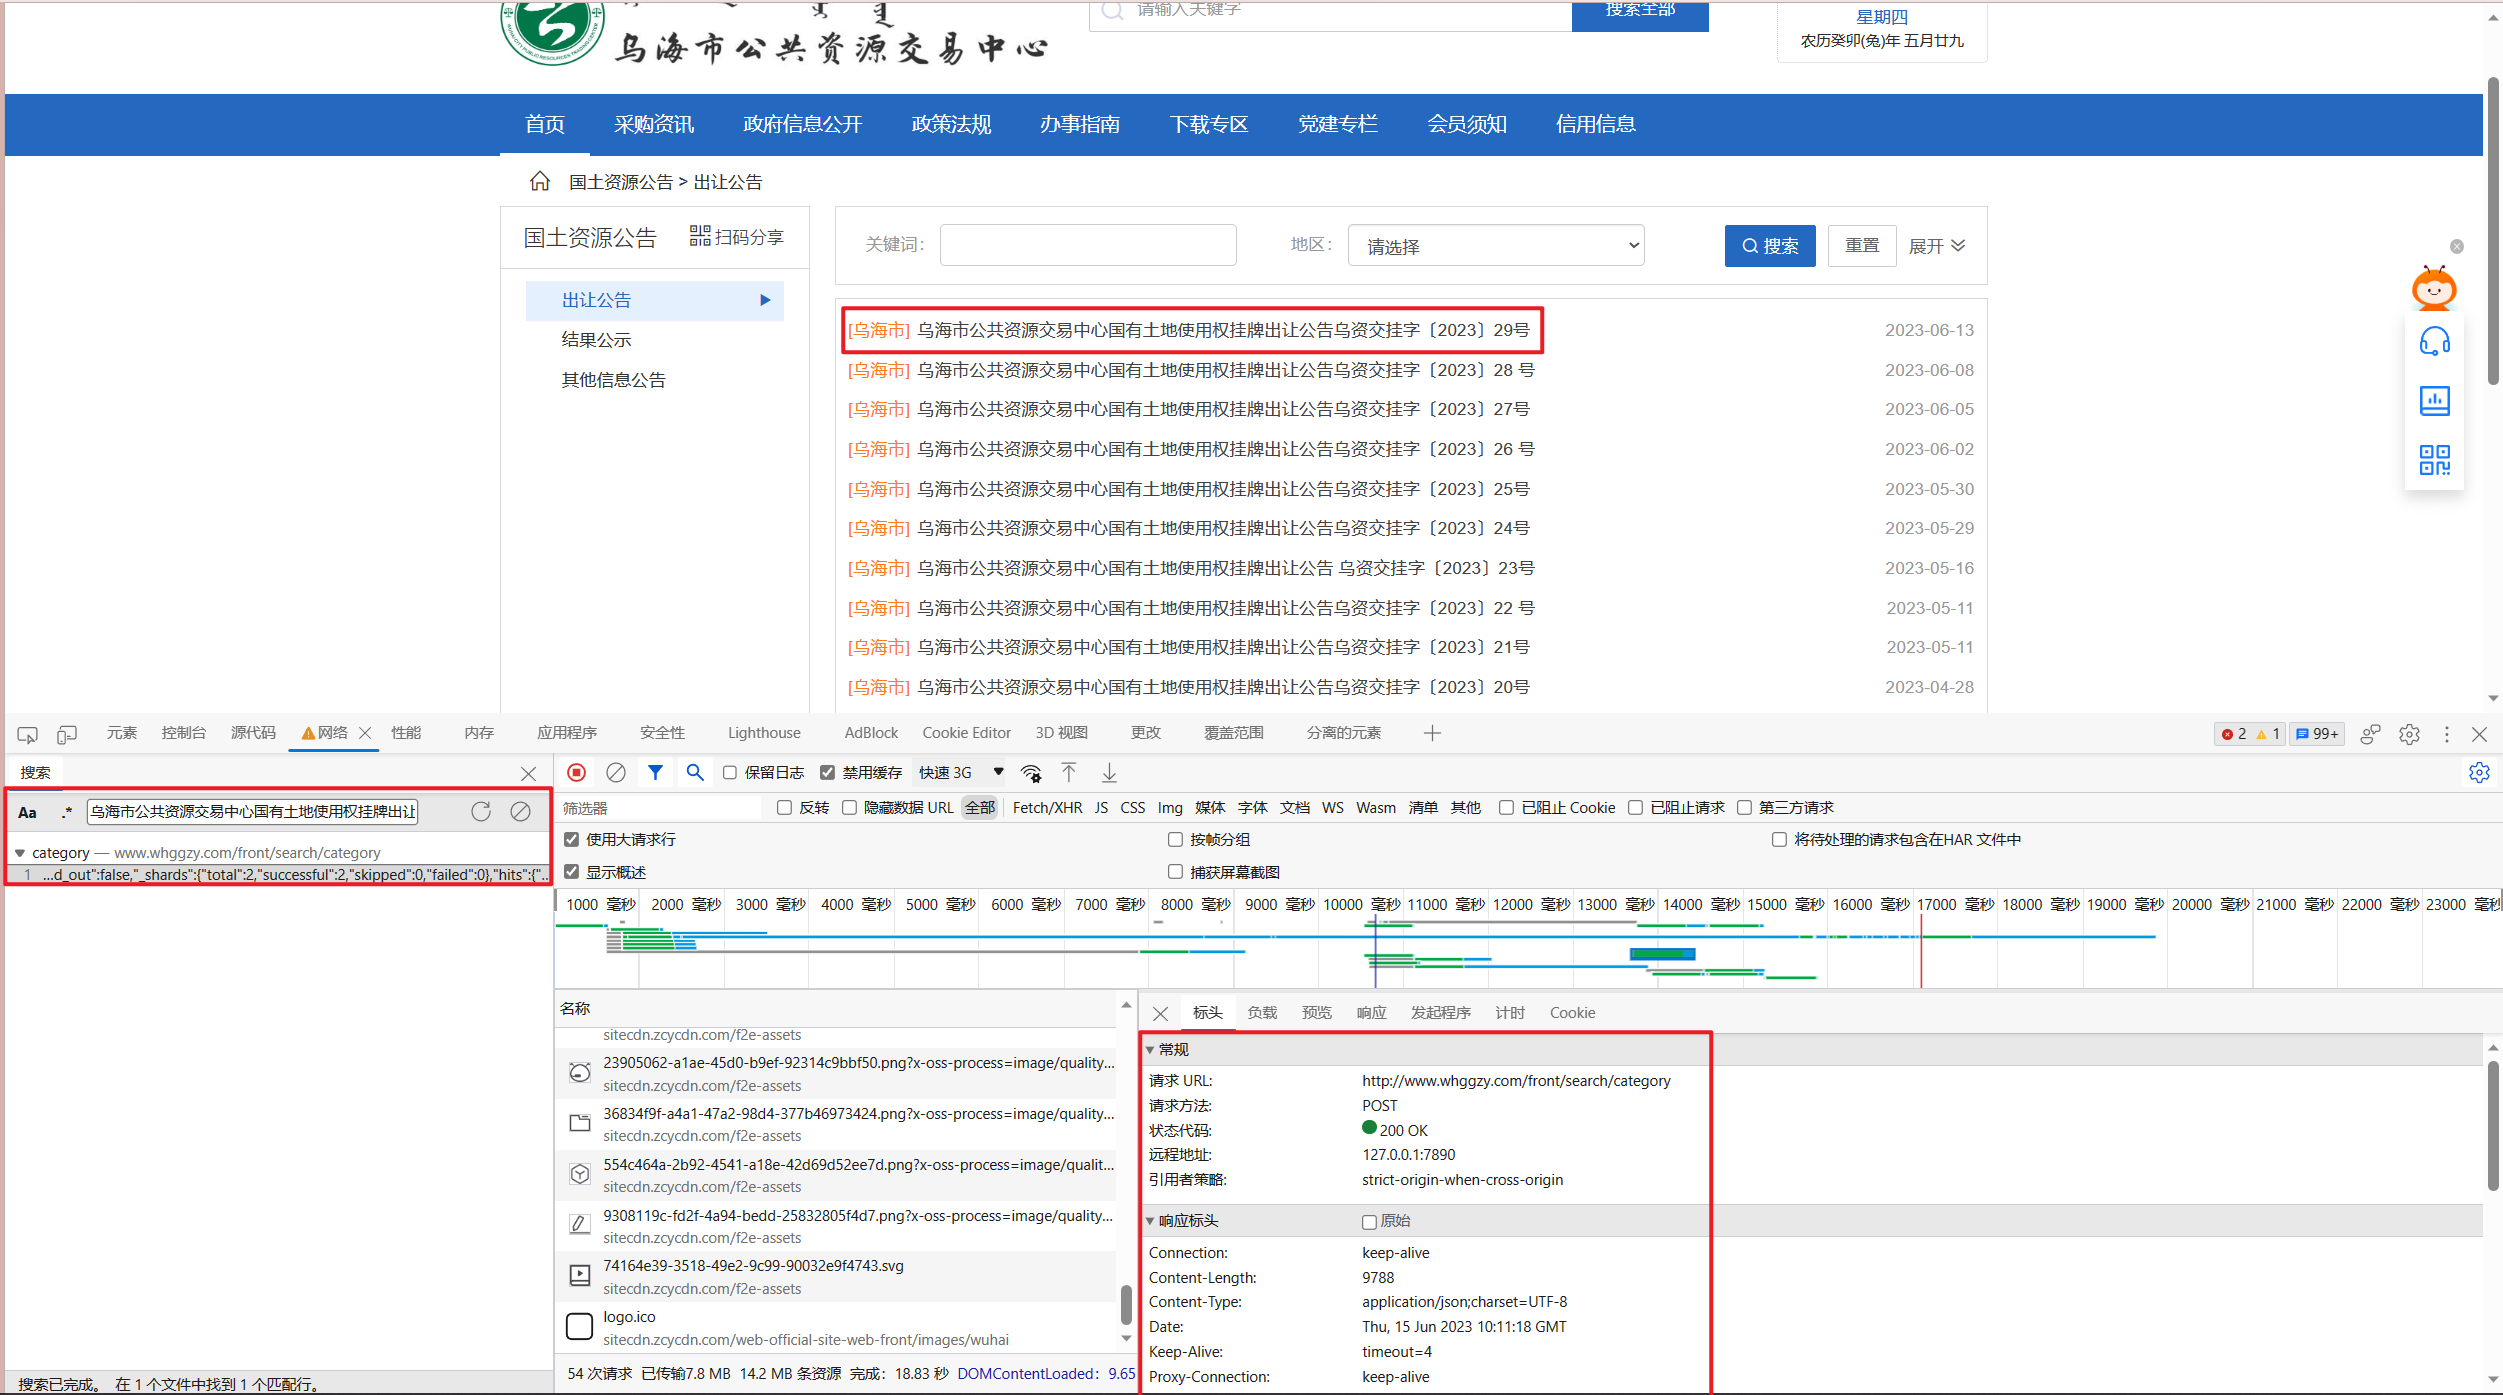 请输入关键字
搜索全部
星期四
农历癸卯(兔)年 五月廿九
乌海市公共资源交易中心
首页 采购资讯 政府信息公开 政策法规 办事指南 下载专区 党建专栏 会员须知 信用信息
国土资源公告 > 出让公告
国土资源公告 扫码分享
关键词: 地区: 请选择 搜索 重置 展开
出让公告
结果公示
其他信息公告
[乌海市] 乌海市公共资源交易中心国有土地使用权挂牌出让公告乌资交挂字〔2023〕29号 2023-06-13
[乌海市] 乌海市公共资源交易中心国有土地使用权挂牌出让公告乌资交挂字〔2023〕28 号 2023-06-08
[乌海市] 乌海市公共资源交易中心国有土地使用权挂牌出让公告乌资交挂字〔2023〕27号 2023-06-05
[乌海市] 乌海市公共资源交易中心国有土地使用权挂牌出让公告乌资交挂字〔2023〕26 号 2023-06-02
[乌海市] 乌海市公共资源交易中心国有土地使用权挂牌出让公告乌资交挂字〔2023〕25号 2023-05-30
[乌海市] 乌海市公共资源交易中心国有土地使用权挂牌出让公告乌资交挂字〔2023〕24号 2023-05-29
[乌海市] 乌海市公共资源交易中心国有土地使用权挂牌出让公告 乌资交挂字〔2023〕23号 2023-05-16
[乌海市] 乌海市公共资源交易中心国有土地使用权挂牌出让公告乌资交挂字〔2023〕22 号 2023-05-11
[乌海市] 乌海市公共资源交易中心国有土地使用权挂牌出让公告乌资交挂字〔2023〕21号 2023-05-11
[乌海市] 乌海市公共资源交易中心国有土地使用权挂牌出让公告乌资交挂字〔2023〕20号 2023-04-28
元素 控制台 源代码 网络 性能 内存 应用程序 安全性 Lighthouse AdBlock Cookie Editor 3D 视图 更改 覆盖范围 分离的元素 2 1 99+
搜索
保留日志 禁用缓存 快速 3G
Aa .* 乌海市公共资源交易中心国有土地使用权挂牌出让
category — www.whggzy.com/front/search/category
1 ...d_out":false,"_shards":{"total":2,"successful":2,"skipped":0,"failed":0},"hits":{"...
筛选器 反转 隐藏数据 URL 全部 Fetch/XHR JS CSS Img 媒体 字体 文档 WS Wasm 清单 其他 已阻止 Cookie 已阻止请求 第三方请求
使用大请求行 按帧分组 将待处理的请求包含在HAR 文件中
显示概述 捕获屏幕截图
1000 毫秒 2000 毫秒 3000 毫秒 4000 毫秒 5000 毫秒 6000 毫秒 7000 毫秒 8000 毫秒 9000 毫秒 10000 毫秒 11000 毫秒 12000 毫秒 13000 毫秒 14000 毫秒 15000 毫秒 16000 毫秒 17000 毫秒 18000 毫秒 19000 毫秒 20000 毫秒 21000 毫秒 22000 毫秒 23000 毫秒
名称
sitecdn.zcycdn.com/f2e-assets
23905062-a1ae-45d0-b9ef-92314c9bbf50.png?x-oss-process=image/quality...
sitecdn.zcycdn.com/f2e-assets
36834f9f-a4a1-47a2-98d4-377b46973424.png?x-oss-process=image/quality...
sitecdn.zcycdn.com/f2e-assets
554c464a-2b92-4541-a18e-42d69d52ee7d.png?x-oss-process=image/qualit...
sitecdn.zcycdn.com/f2e-assets
9308119c-fd2f-4a94-bedd-25832805f4d7.png?x-oss-process=image/quality...
sitecdn.zcycdn.com/f2e-assets
74164e39-3518-49e2-9c99-90032e9f4743.svg
sitecdn.zcycdn.com/f2e-assets
logo.ico
sitecdn.zcycdn.com/web-official-site-web-front/images/wuhai
54 次请求 已传输7.8 MB 14.2 MB 条资源 完成: 18.83 秒 DOMContentLoaded: 9.65
标头 负载 预览 响应 发起程序 计时 Cookie
常规
请求 URL: http://www.whggzy.com/front/search/category
请求方法: POST
状态代码: 200 OK
远程地址: 127.0.0.1:7890
引用者策略: strict-origin-when-cross-origin
响应标头 原始
Connection: keep-alive
Content-Length: 9788
Content-Type: application/json;charset=UTF-8
Date: Thu, 15 Jun 2023 10:11:18 GMT
Keep-Alive: timeout=4
Proxy-Connection: keep-alive
搜索已完成。 在 1 个文件中找到 1 个匹配行。